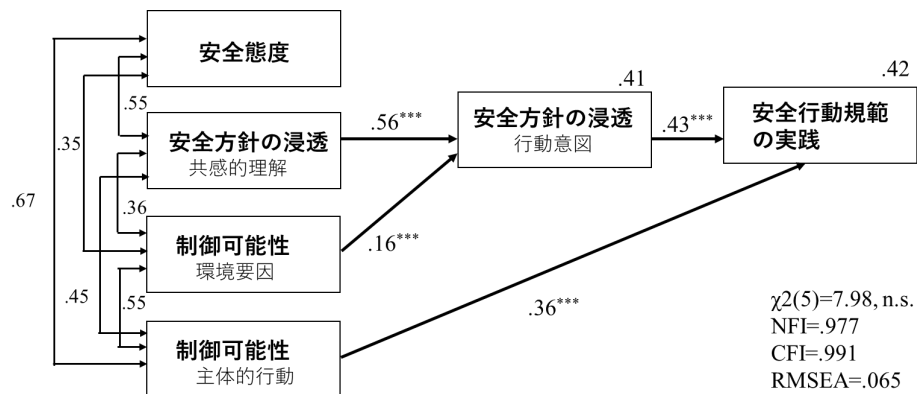 安全態度
.41
.42
安全方針の浸透
共感的理解
.56***
安全方針の浸透
行動意図
.43***
安全行動規範
の実践
.55
.35
.67
.36
制御可能性
環境要因
.16***
.45
.55
.36***
制御可能性
主体的行動
χ2(5)=7.98, n.s.
NFI=.977
CFI=.991
RMSEA=.065